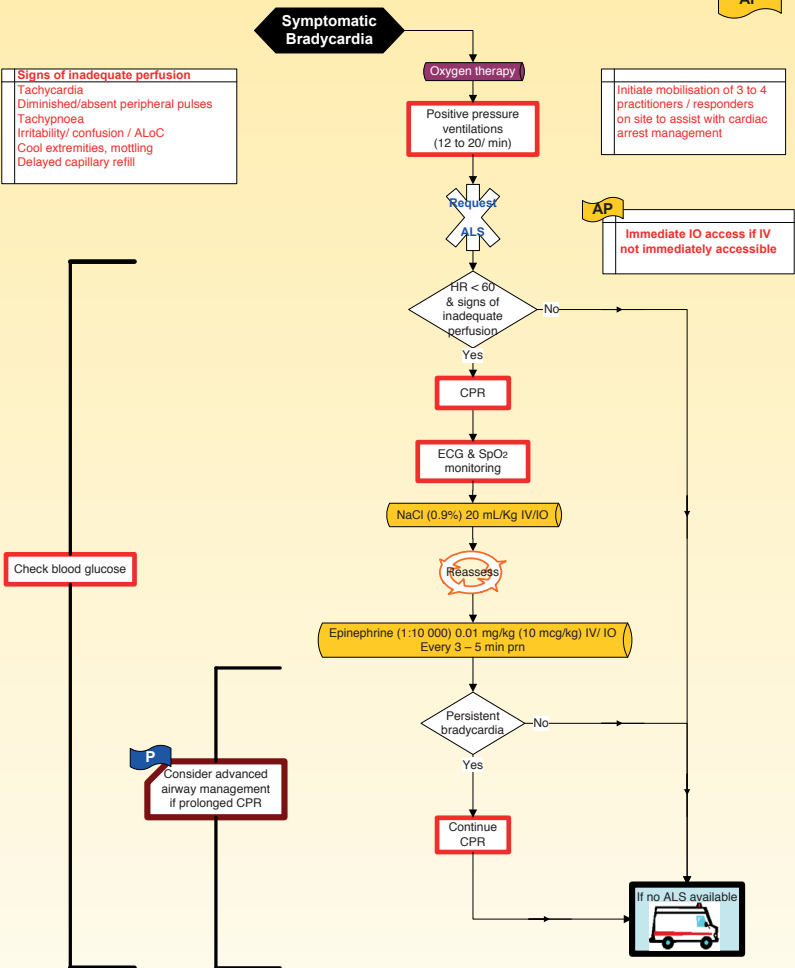 AP
Symptomatic
Bradycardia
Oxygen therapy
Signs of inadequate perfusion
Tachycardia
Diminished/absent peripheral pulses
Tachypnoea
Irritability/ confusion / ALoC
Cool extremities, mottling
Delayed capillary refill
Positive pressure
ventilations
(12 to 20/ min)
Initiate mobilisation of 3 to 4
practitioners / responders
on site to assist with cardiac
arrest management
Request
ALS
AP
Immediate IO access if IV
not immediately accessible
HR < 60
& signs of
inadequate
perfusion
No
Yes
CPR
ECG & SpO2
monitoring
NaCl (0.9%) 20 mL/Kg IV/IO
Check blood glucose
Reassess
Epinephrine (1:10 000) 0.01 mg/kg (10 mcg/kg) IV/ IO
Every 3 – 5 min prn
Persistent
bradycardia
No
Yes
P
Consider advanced
airway management
if prolonged CPR
Continue
CPR
If no ALS available